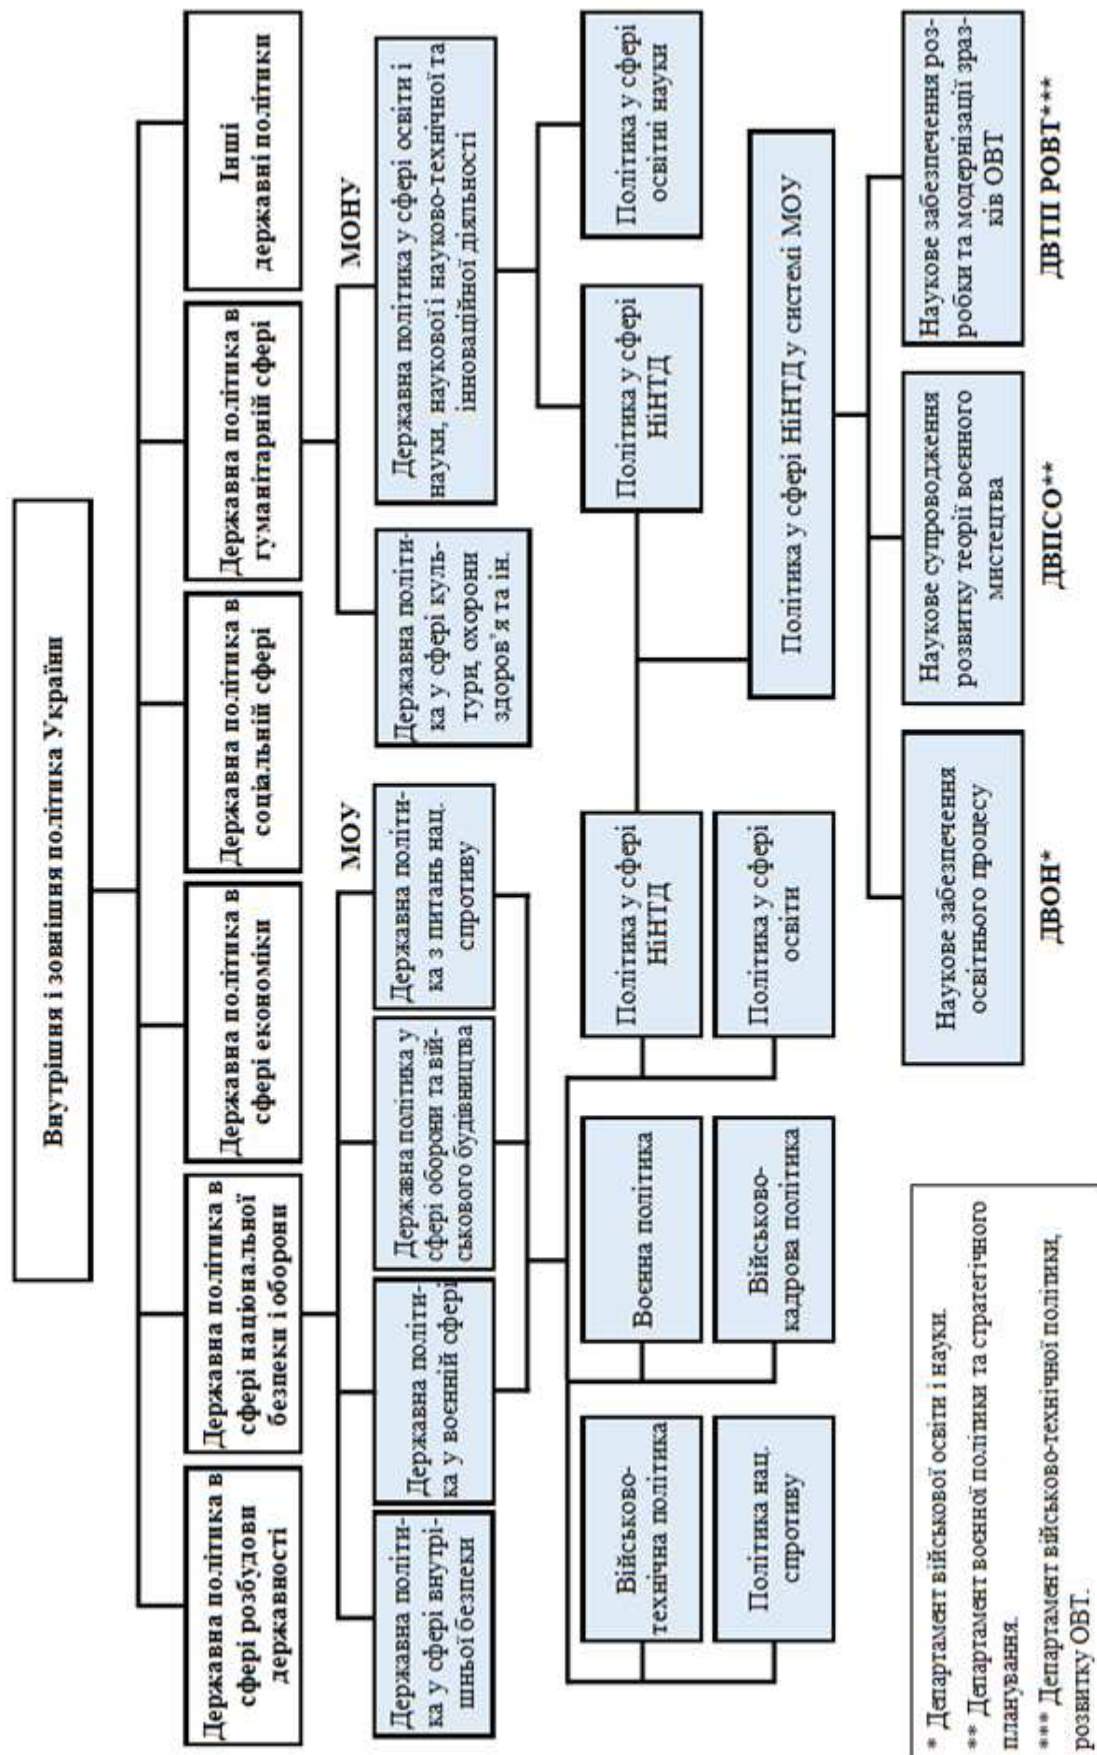 Внутрішня і зовнішня політика України
Державна політика в
сфері розбудови
державності
Державна політика в
сфері національної
безпеки і оборони
Державна політика в
сфері економіки
Державна політика в
соціальній сфері
Державна політика в
гуманітарній сфері
Інші
державні політики
МОУ
МОНУ
Державна політи-
ка у сфері внутрі-
шньої безпеки
Державна політи-
ка у воєнній сфері
Державна політика у
сфері оборони та вій-
ськового будівництва
Державна політи-
ка з питань нац.
спротиву
Державна політи-
ка у сфері куль-
тури, охорони
здоров'я та ін.
Державна політика у сфері освіти і
науки, наукової і науково-технічної та
інноваційної діяльності
Військово-
технічна політика
Воєнна політика
Політика у сфері
НіНТД
Політика у сфері
НіНТД
Політика у сфері
освітні науки
Політика нац.
спротиву
Військово-
кадрова політика
Політика у сфері
освіти
Політика у сфері НіНТД у системі МОУ
Наукове забезпечення
освітнього процесу
Наукове супроводження
розвитку теорії воєнного
мистецтва
Наукове забезпечення роз-
робки та модернізації зраз-
ків ОВТ
ДВОН*
ДВПСО**
ДВТП РОВТ***
* Департамент військової освіти і науки.
** Департамент воєнної політики та стратегічного
планування.
*** Департамент військово-технічної політики,
розвитку ОВТ.